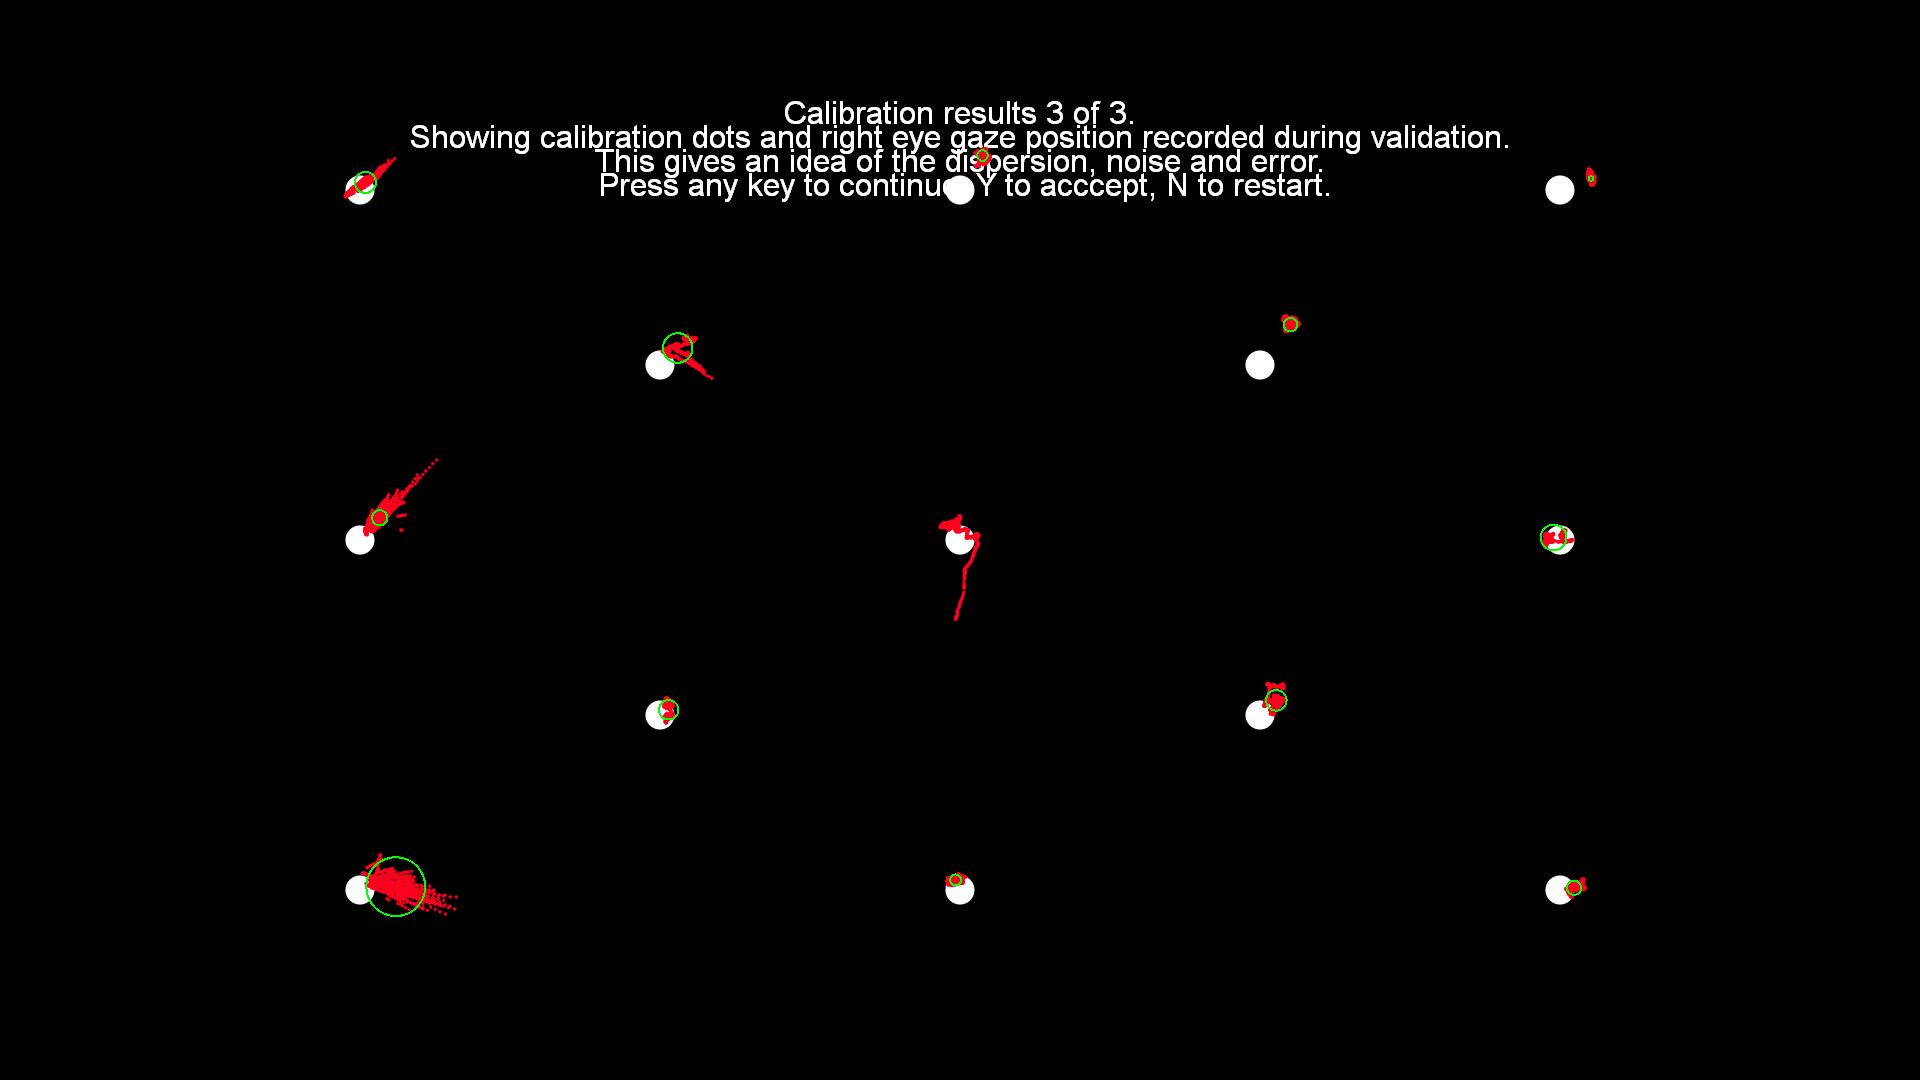 Calibration results 3 of 3.
Showing calibration dots and right eye gaze position recorded during validation.
This gives an idea of the dispersion, noise and error.
Press any key to continue, Y to acccept, N to restart.